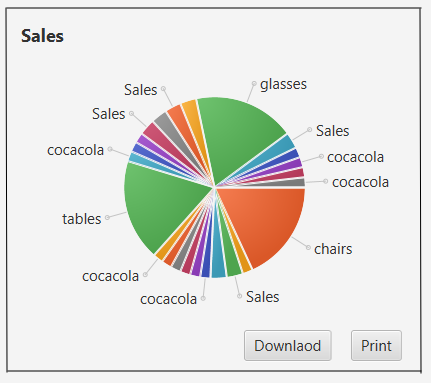 Sales
glasses
Sales
Sales
Sales
cocacola
cocacola
cocacola
tables
chairs
cocacola
Sales
cocacola
Downlaod
Print